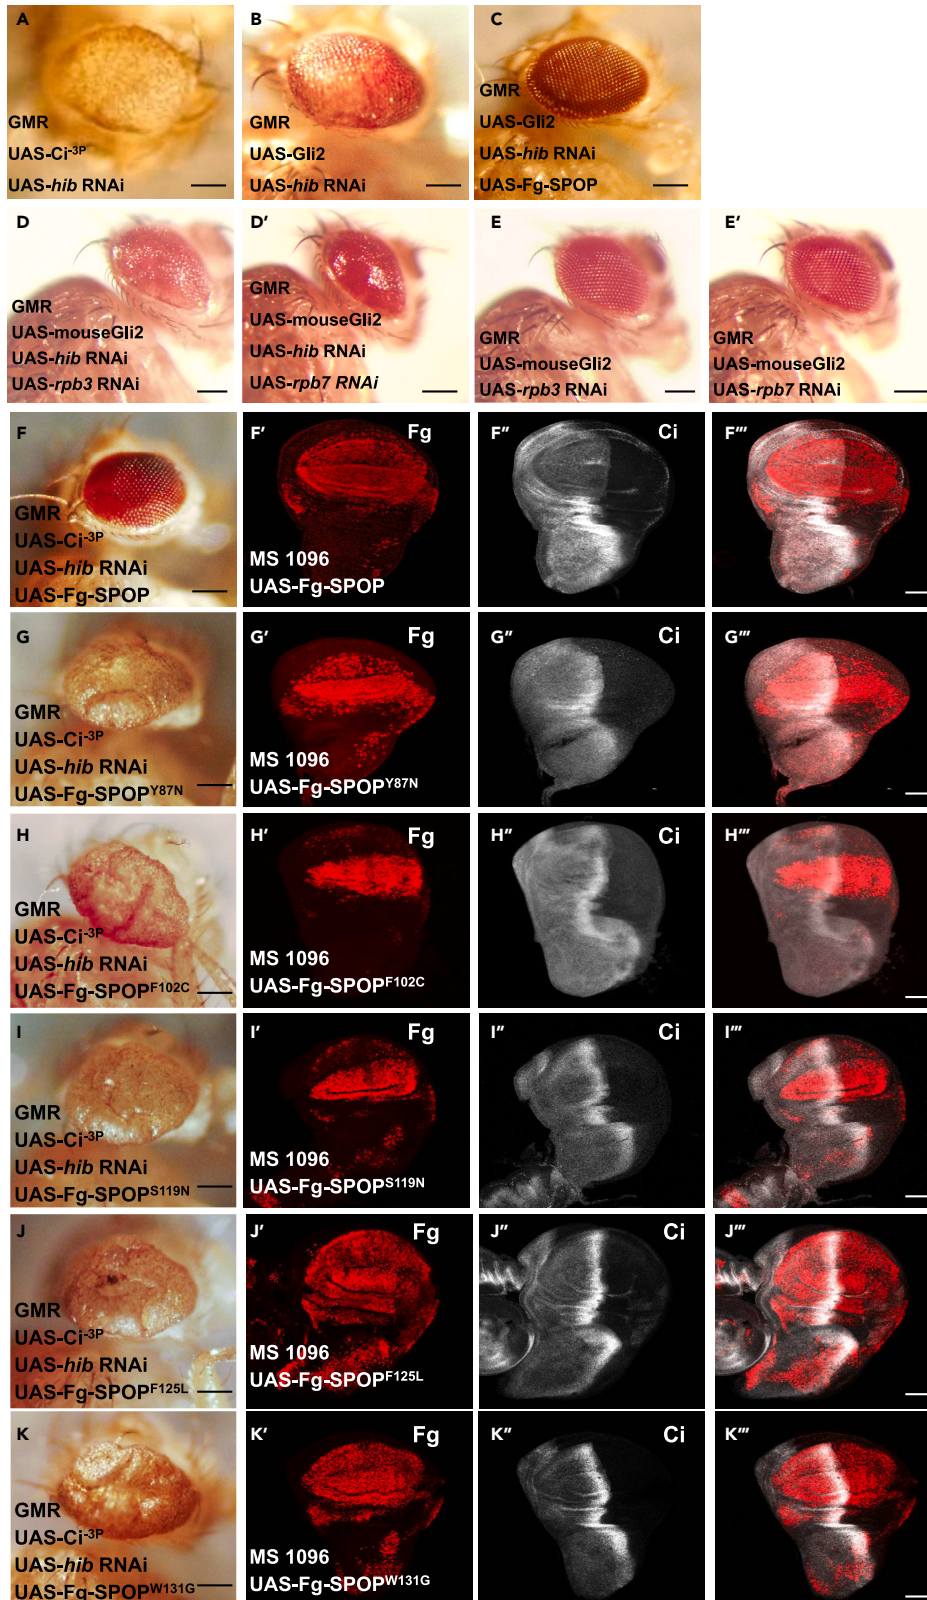 A
GMR
UAS-Ci-3P
UAS-hib RNAi
B
GMR
UAS-Gli2
UAS-hib RNAi
C
GMR
UAS-Gli2
UAS-hib RNAi
UAS-Fg-SPOP
D
GMR
UAS-mouseGli2
UAS-hib RNAi
UAS-rpb3 RNAi
D′
GMR
UAS-mouseGli2
UAS-hib RNAi
UAS-rpb7 RNAi
E
GMR
UAS-mouseGli2
UAS-rpb3 RNAi
E′
GMR
UAS-mouseGli2
UAS-rpb7 RNAi
F
GMR
UAS-Ci-3P
UAS-hib RNAi
UAS-Fg-SPOP
F′ Fg
MS 1096
UAS-Fg-SPOP
F″ Ci
F‴
G
GMR
UAS-Ci-3P
UAS-hib RNAi
UAS-Fg-SPOPY87N
G′ Fg
MS 1096
UAS-Fg-SPOPY87N
G″ Ci
G‴
H
GMR
UAS-Ci-3P
UAS-hib RNAi
UAS-Fg-SPOPF102C
H′ Fg
MS 1096
UAS-Fg-SPOPF102C
H″ Ci
H‴
I
GMR
UAS-Ci-3P
UAS-hib RNAi
UAS-Fg-SPOPS119N
I′ Fg
MS 1096
UAS-Fg-SPOPS119N
I″ Ci
I‴
J
GMR
UAS-Ci-3P
UAS-hib RNAi
UAS-Fg-SPOPF125L
J′ Fg
MS 1096
UAS-Fg-SPOPF125L
J″ Ci
J‴
K
GMR
UAS-Ci-3P
UAS-hib RNAi
UAS-Fg-SPOPW131G
K′ Fg
MS 1096
UAS-Fg-SPOPW131G
K″ Ci
K‴